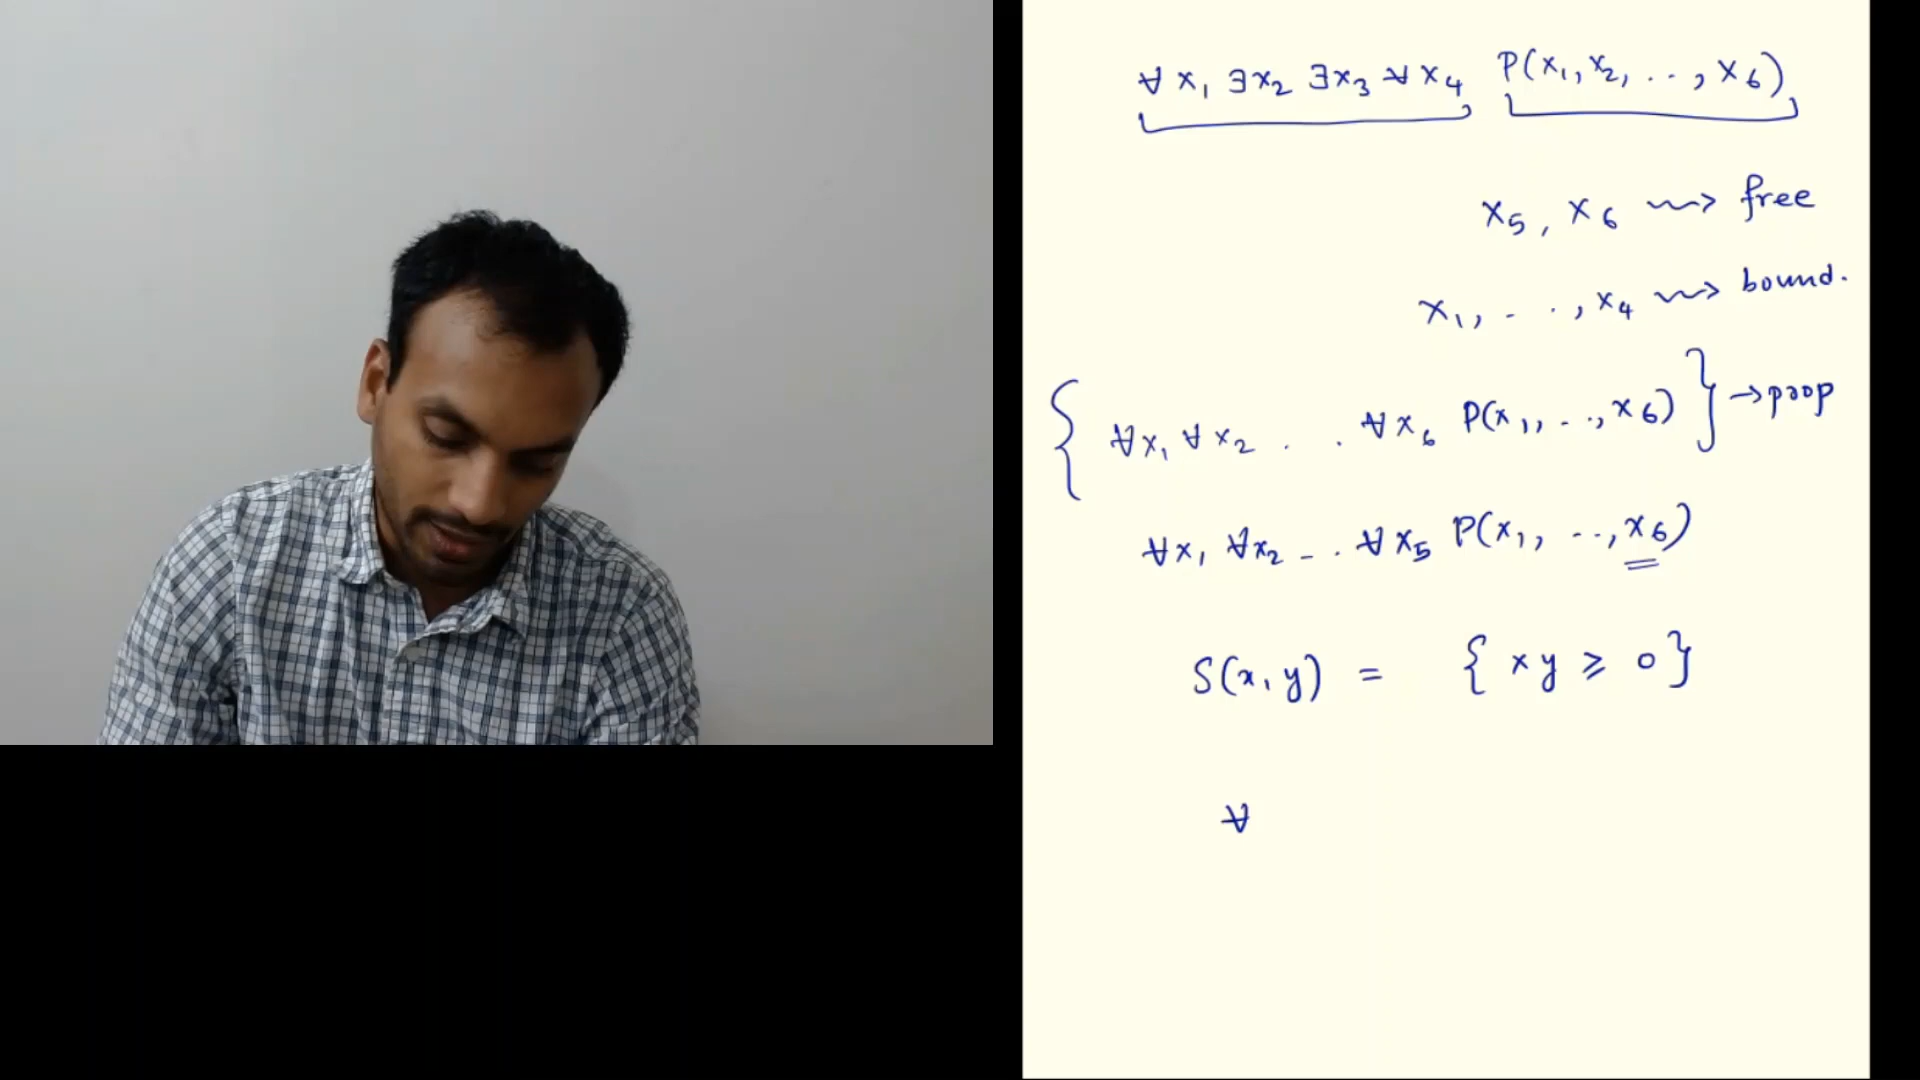 ∀x₁ ∃x₂ ∃x₃ ∀x₄ P(x₁, x₂, .., x₆)
x₅, x₆ ⇝ free
x₁, - .., x₄ ⇝ bound.
{ ∀x₁ ∀x₂ . . ∀x₆ P(x₁, . .., x₆) } → prop
∀x₁ ∀x₂ - . ∀x₅ P(x₁, - .., x₆)
S(x, y) = { xy ⩾ 0 }
∀